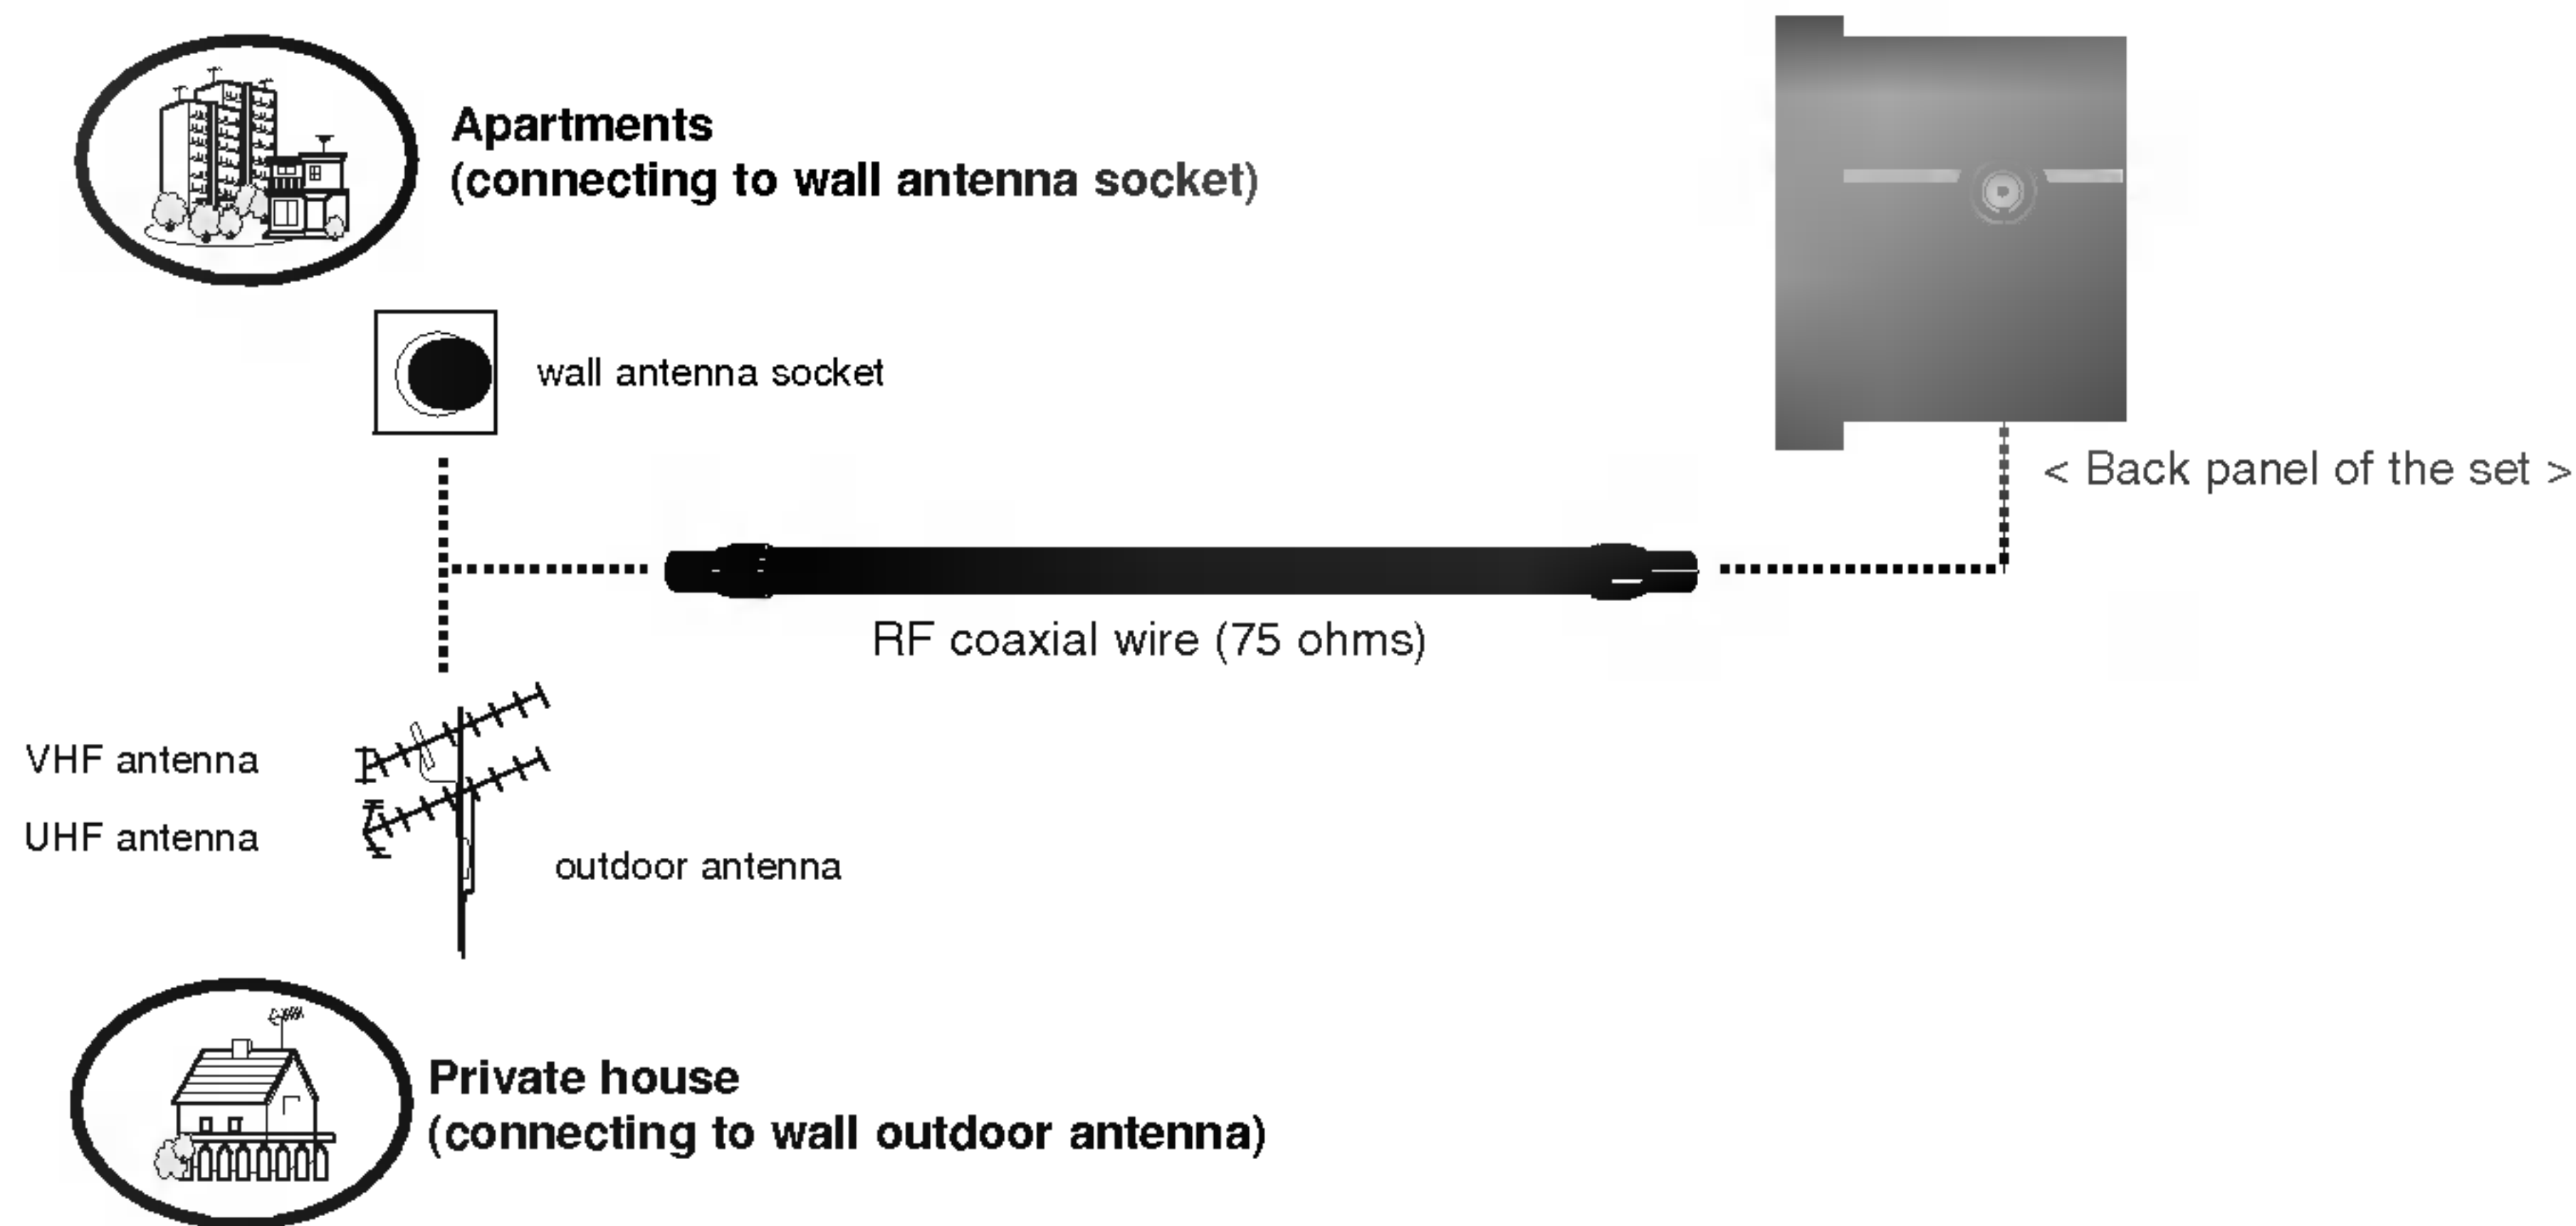 Apartments
(connecting to wall antenna socket)
wall antenna socket
< Back panel of the set >
RF coaxial wire (75 ohms)
VHF antenna
UHF antenna
outdoor antenna
Private house
(connecting to wall outdoor antenna)